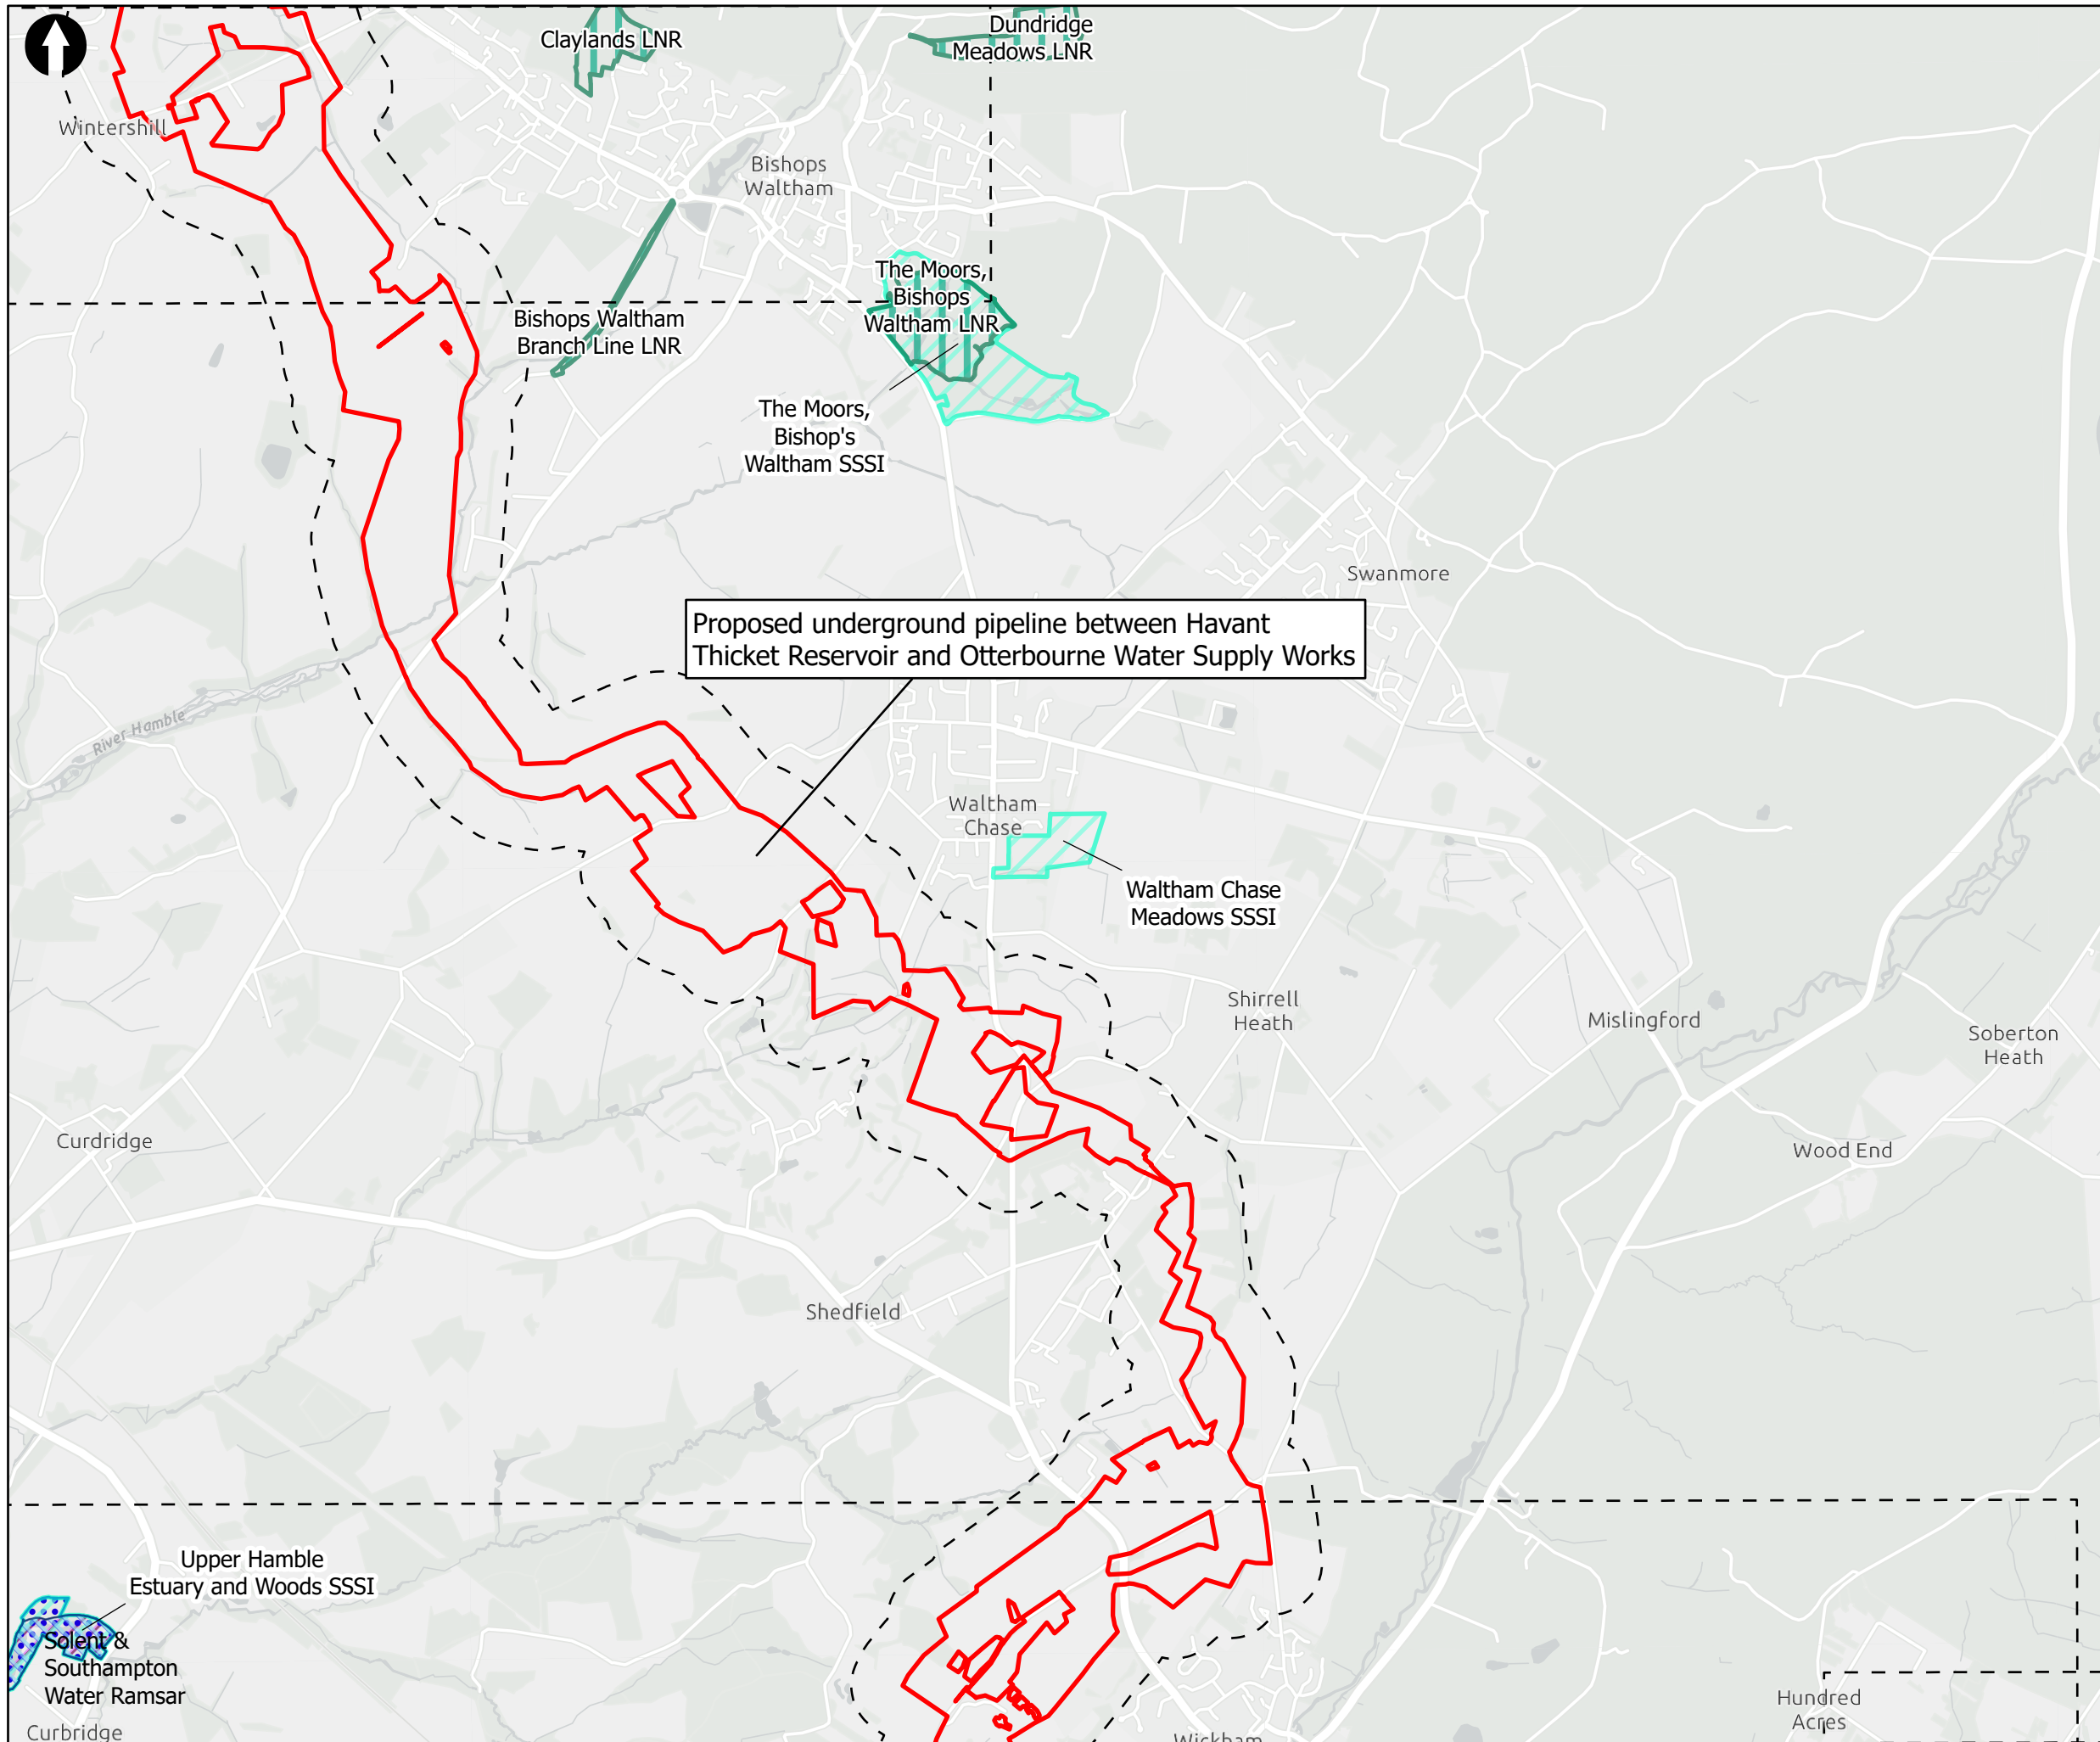 Claylands LNR
Dundridge
Meadows LNR
Wintershill
Bishops
Waltham
The Moors,
Bishops
Waltham LNR
Bishops Waltham
Branch Line LNR
The Moors,
Bishop's
Waltham SSSI
Swanmore
Proposed underground pipeline between Havant
Thicket Reservoir and Otterbourne Water Supply Works
River Hamble
Waltham
Chase
Waltham Chase
Meadows SSSI
Shirrell
Heath
Mislingford
Soberton
Heath
Curdridge
Wood End
Shedfield
Upper Hamble
Estuary and Woods SSSI
Solent &
Southampton
Water Ramsar
Curbridge
Hundred
Acres
Wickham